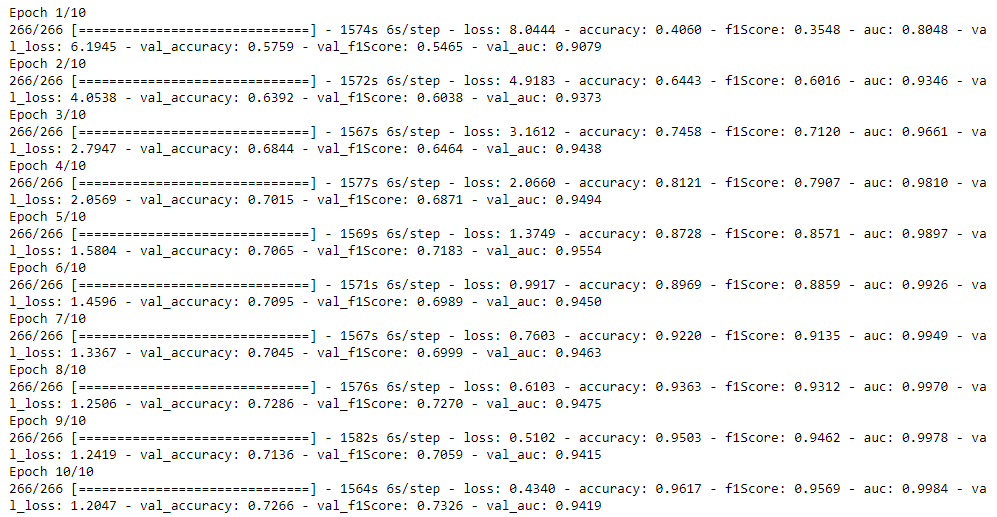 Epoch 1/10
266/266 [==============================] - 1574s 6s/step - loss: 8.0444 - accuracy: 0.4060 - f1Score: 0.3548 - auc: 0.8048 - va
l_loss: 6.1945 - val_accuracy: 0.5759 - val_f1Score: 0.5465 - val_auc: 0.9079
Epoch 2/10
266/266 [==============================] - 1572s 6s/step - loss: 4.9183 - accuracy: 0.6443 - f1Score: 0.6016 - auc: 0.9346 - va
l_loss: 4.0538 - val_accuracy: 0.6392 - val_f1Score: 0.6038 - val_auc: 0.9373
Epoch 3/10
266/266 [==============================] - 1567s 6s/step - loss: 3.1612 - accuracy: 0.7458 - f1Score: 0.7120 - auc: 0.9661 - va
l_loss: 2.7947 - val_accuracy: 0.6844 - val_f1Score: 0.6464 - val_auc: 0.9438
Epoch 4/10
266/266 [==============================] - 1577s 6s/step - loss: 2.0660 - accuracy: 0.8121 - f1Score: 0.7907 - auc: 0.9810 - va
l_loss: 2.0569 - val_accuracy: 0.7015 - val_f1Score: 0.6871 - val_auc: 0.9494
Epoch 5/10
266/266 [==============================] - 1569s 6s/step - loss: 1.3749 - accuracy: 0.8728 - f1Score: 0.8571 - auc: 0.9897 - va
l_loss: 1.5804 - val_accuracy: 0.7065 - val_f1Score: 0.7183 - val_auc: 0.9554
Epoch 6/10
266/266 [==============================] - 1571s 6s/step - loss: 0.9917 - accuracy: 0.8969 - f1Score: 0.8859 - auc: 0.9926 - va
l_loss: 1.4596 - val_accuracy: 0.7095 - val_f1Score: 0.6989 - val_auc: 0.9450
Epoch 7/10
266/266 [==============================] - 1567s 6s/step - loss: 0.7603 - accuracy: 0.9220 - f1Score: 0.9135 - auc: 0.9949 - va
l_loss: 1.3367 - val_accuracy: 0.7045 - val_f1Score: 0.6999 - val_auc: 0.9463
Epoch 8/10
266/266 [==============================] - 1576s 6s/step - loss: 0.6103 - accuracy: 0.9363 - f1Score: 0.9312 - auc: 0.9970 - va
l_loss: 1.2506 - val_accuracy: 0.7286 - val_f1Score: 0.7270 - val_auc: 0.9475
Epoch 9/10
266/266 [==============================] - 1582s 6s/step - loss: 0.5102 - accuracy: 0.9503 - f1Score: 0.9462 - auc: 0.9978 - va
l_loss: 1.2419 - val_accuracy: 0.7136 - val_f1Score: 0.7059 - val_auc: 0.9415
Epoch 10/10
266/266 [==============================] - 1564s 6s/step - loss: 0.4340 - accuracy: 0.9617 - f1Score: 0.9569 - auc: 0.9984 - va
l_loss: 1.2047 - val_accuracy: 0.7266 - val_f1Score: 0.7326 - val_auc: 0.9419